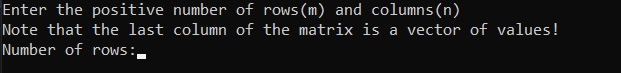 Enter the positive number of rows(m) and columns(n)
Note that the last column of the matrix is a vector of values!
Number of rows: